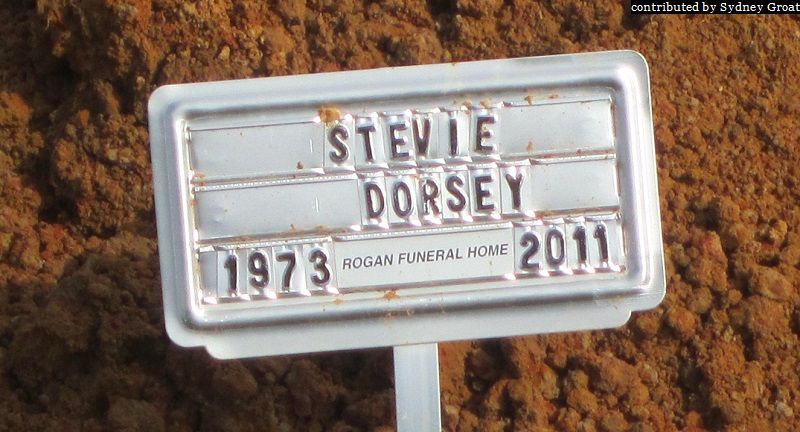 contributed by Sydney Groat
STEVIE
DORSEY
1973 ROGAN FUNERAL HOME 2011